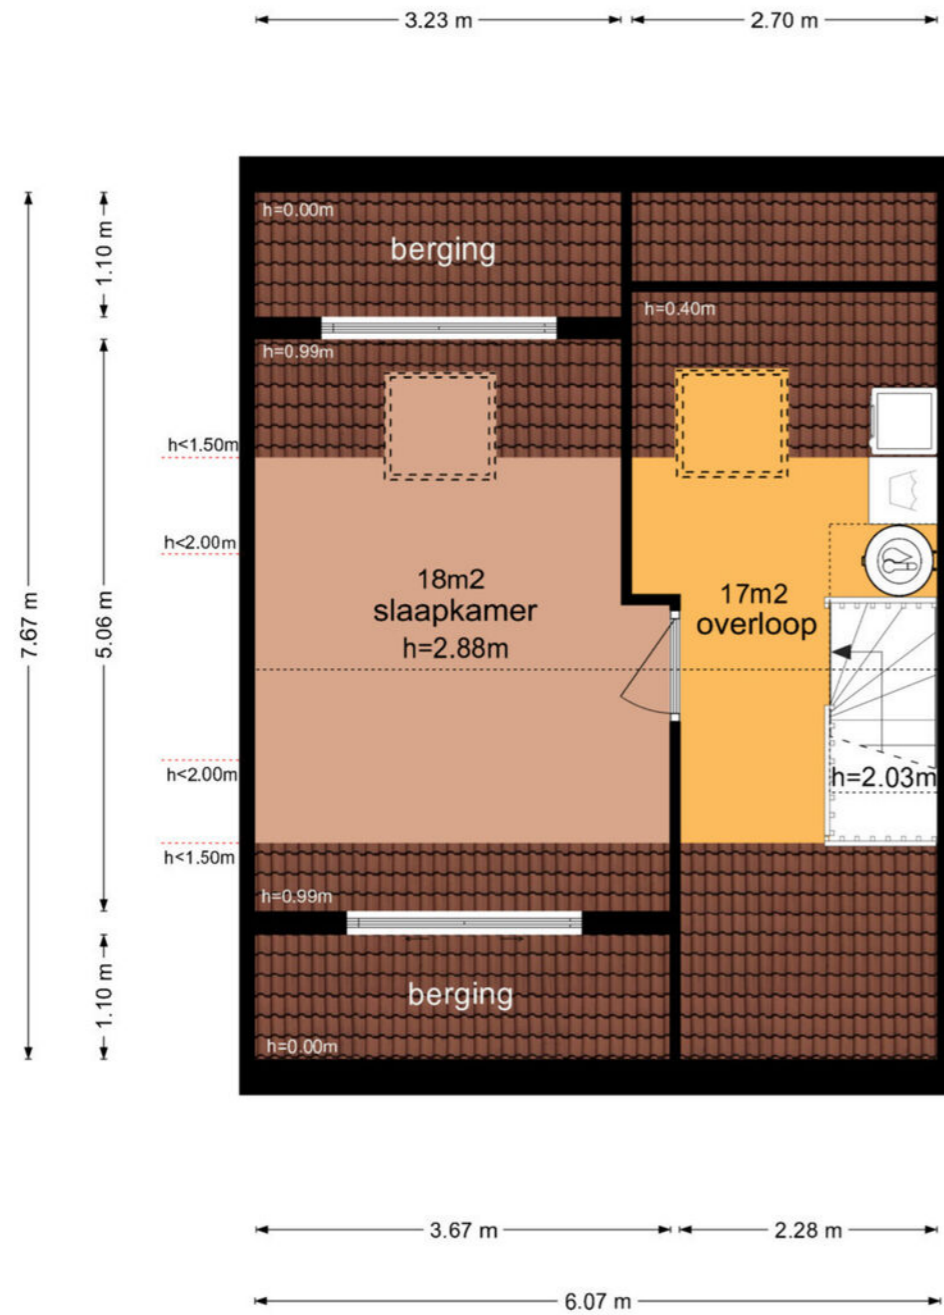 3.23 m
2.70 m
h=0.00m
berging
1.10 m
h=0.40m
h=0.99m
h<1.50m
h<2.00m
18m2
slaapkamer
h=2.88m
17m2
overloop
7.67 m
5.06 m
h<2.00m
h=2.03m
h<1.50m
h=0.99m
berging
1.10 m
h=0.00m
3.67 m
2.28 m
6.07 m